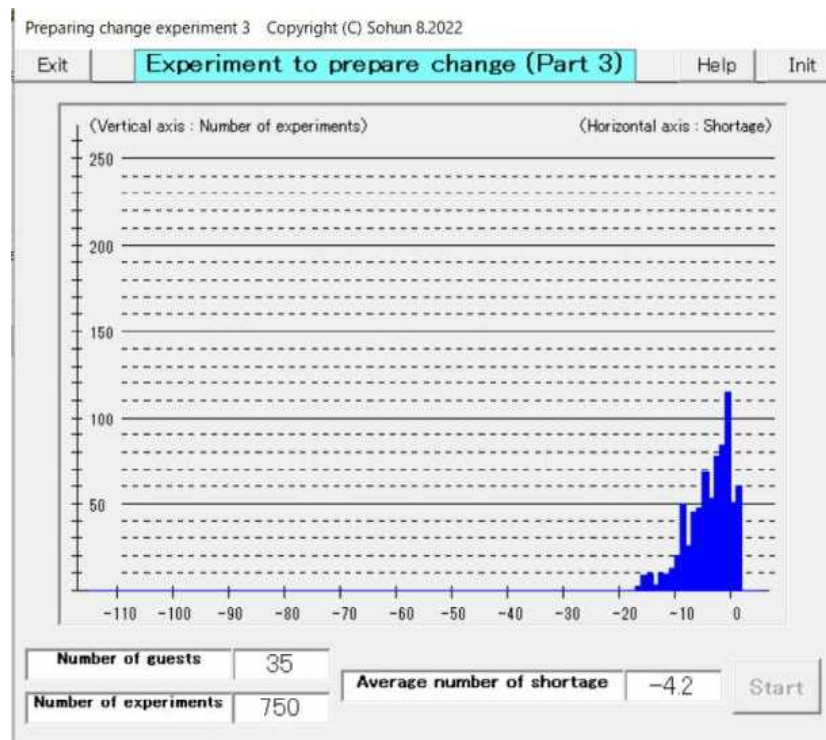 Preparing change experiment 3 Copyright (C) Sohun 8.2022
Exit Experiment to prepare change (Part 3) Help Init
(Vertical axis : Number of experiments) (Horizontal axis : Shortage)
250
200
150
100
50
-110 -100 -90 -80 -70 -60 -50 -40 -30 -20 -10 0
Number of guests 35
Average number of shortage -4.2 Start
Number of experiments 750